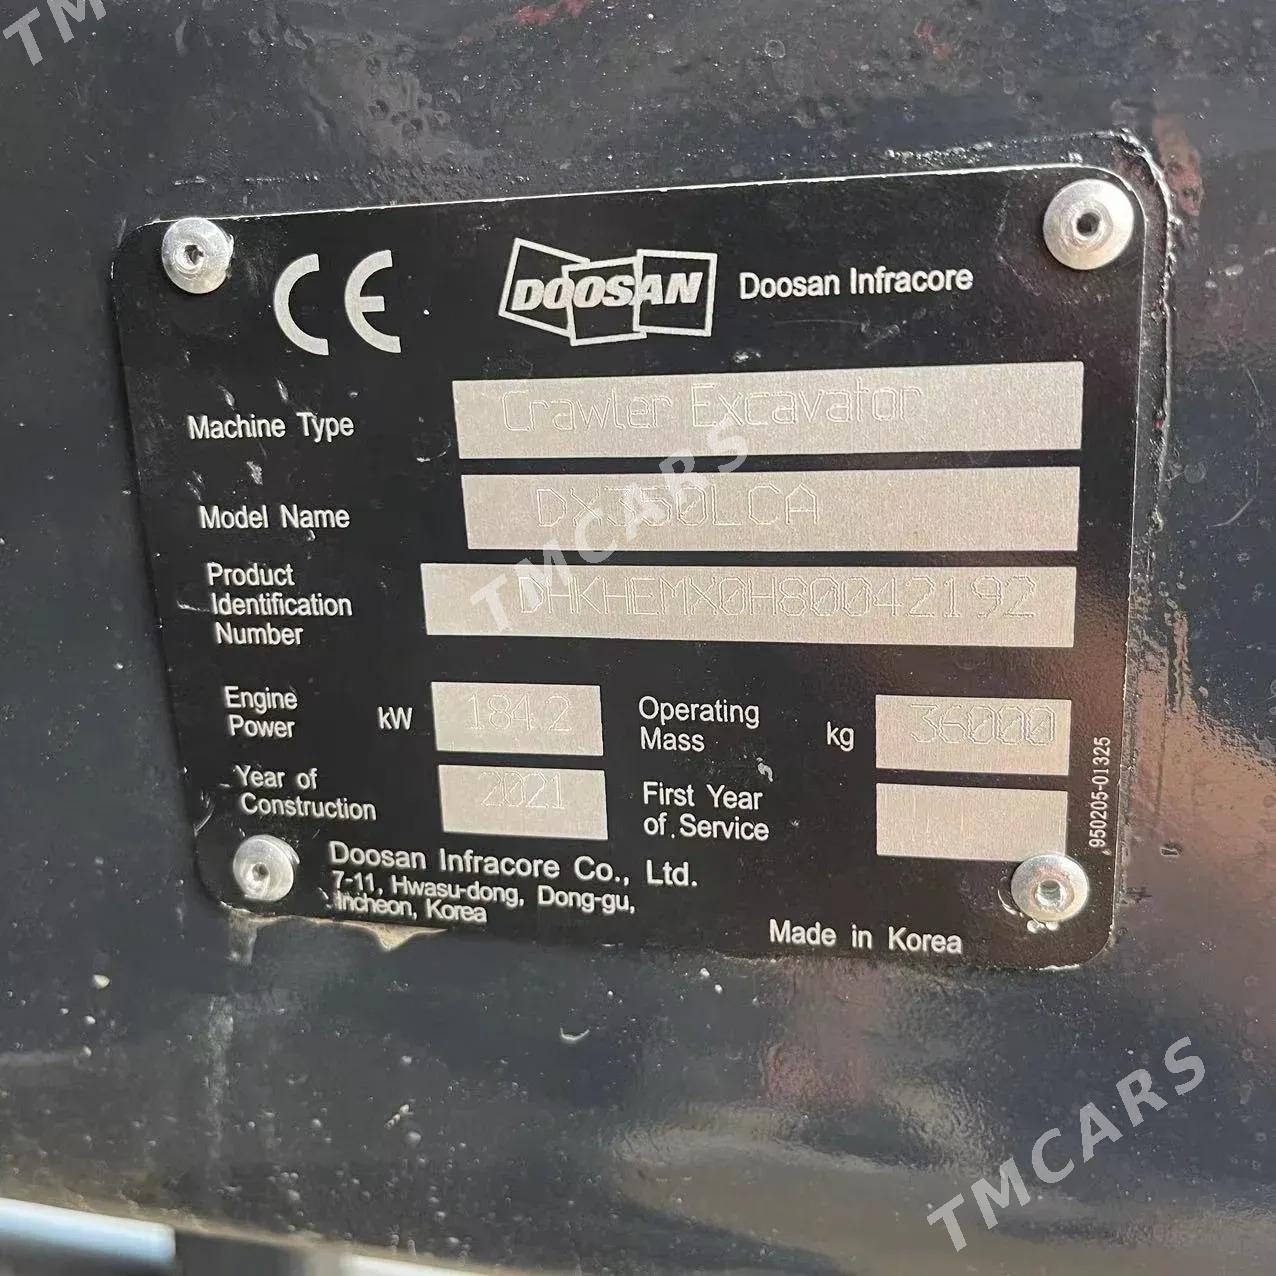 TMCARS
CE DOOSAN Doosan Infracore
Machine Type Crawler Excavator
Model Name DX350LCA
Product
Identification
Number
DHKHEMX0H80042192
Engine
Power
kW 184.2
Operating
Mass
kg 36000
Year of
Construction
2021
First Year
of Service
Doosan Infracore Co., Ltd.
7-11, Hwasu-dong, Dong-gu,
Incheon, Korea
Made in Korea
950205-01325
TMCARS
TMCARS